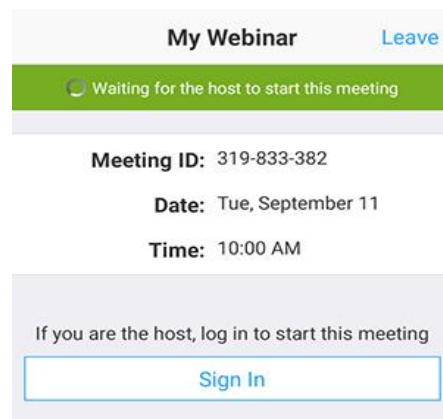 My Webinar Leave
Waiting for the host to start this meeting
Meeting ID: 319-833-382
Date: Tue, September 11
Time: 10:00 AM
If you are the host, log in to start this meeting
Sign In